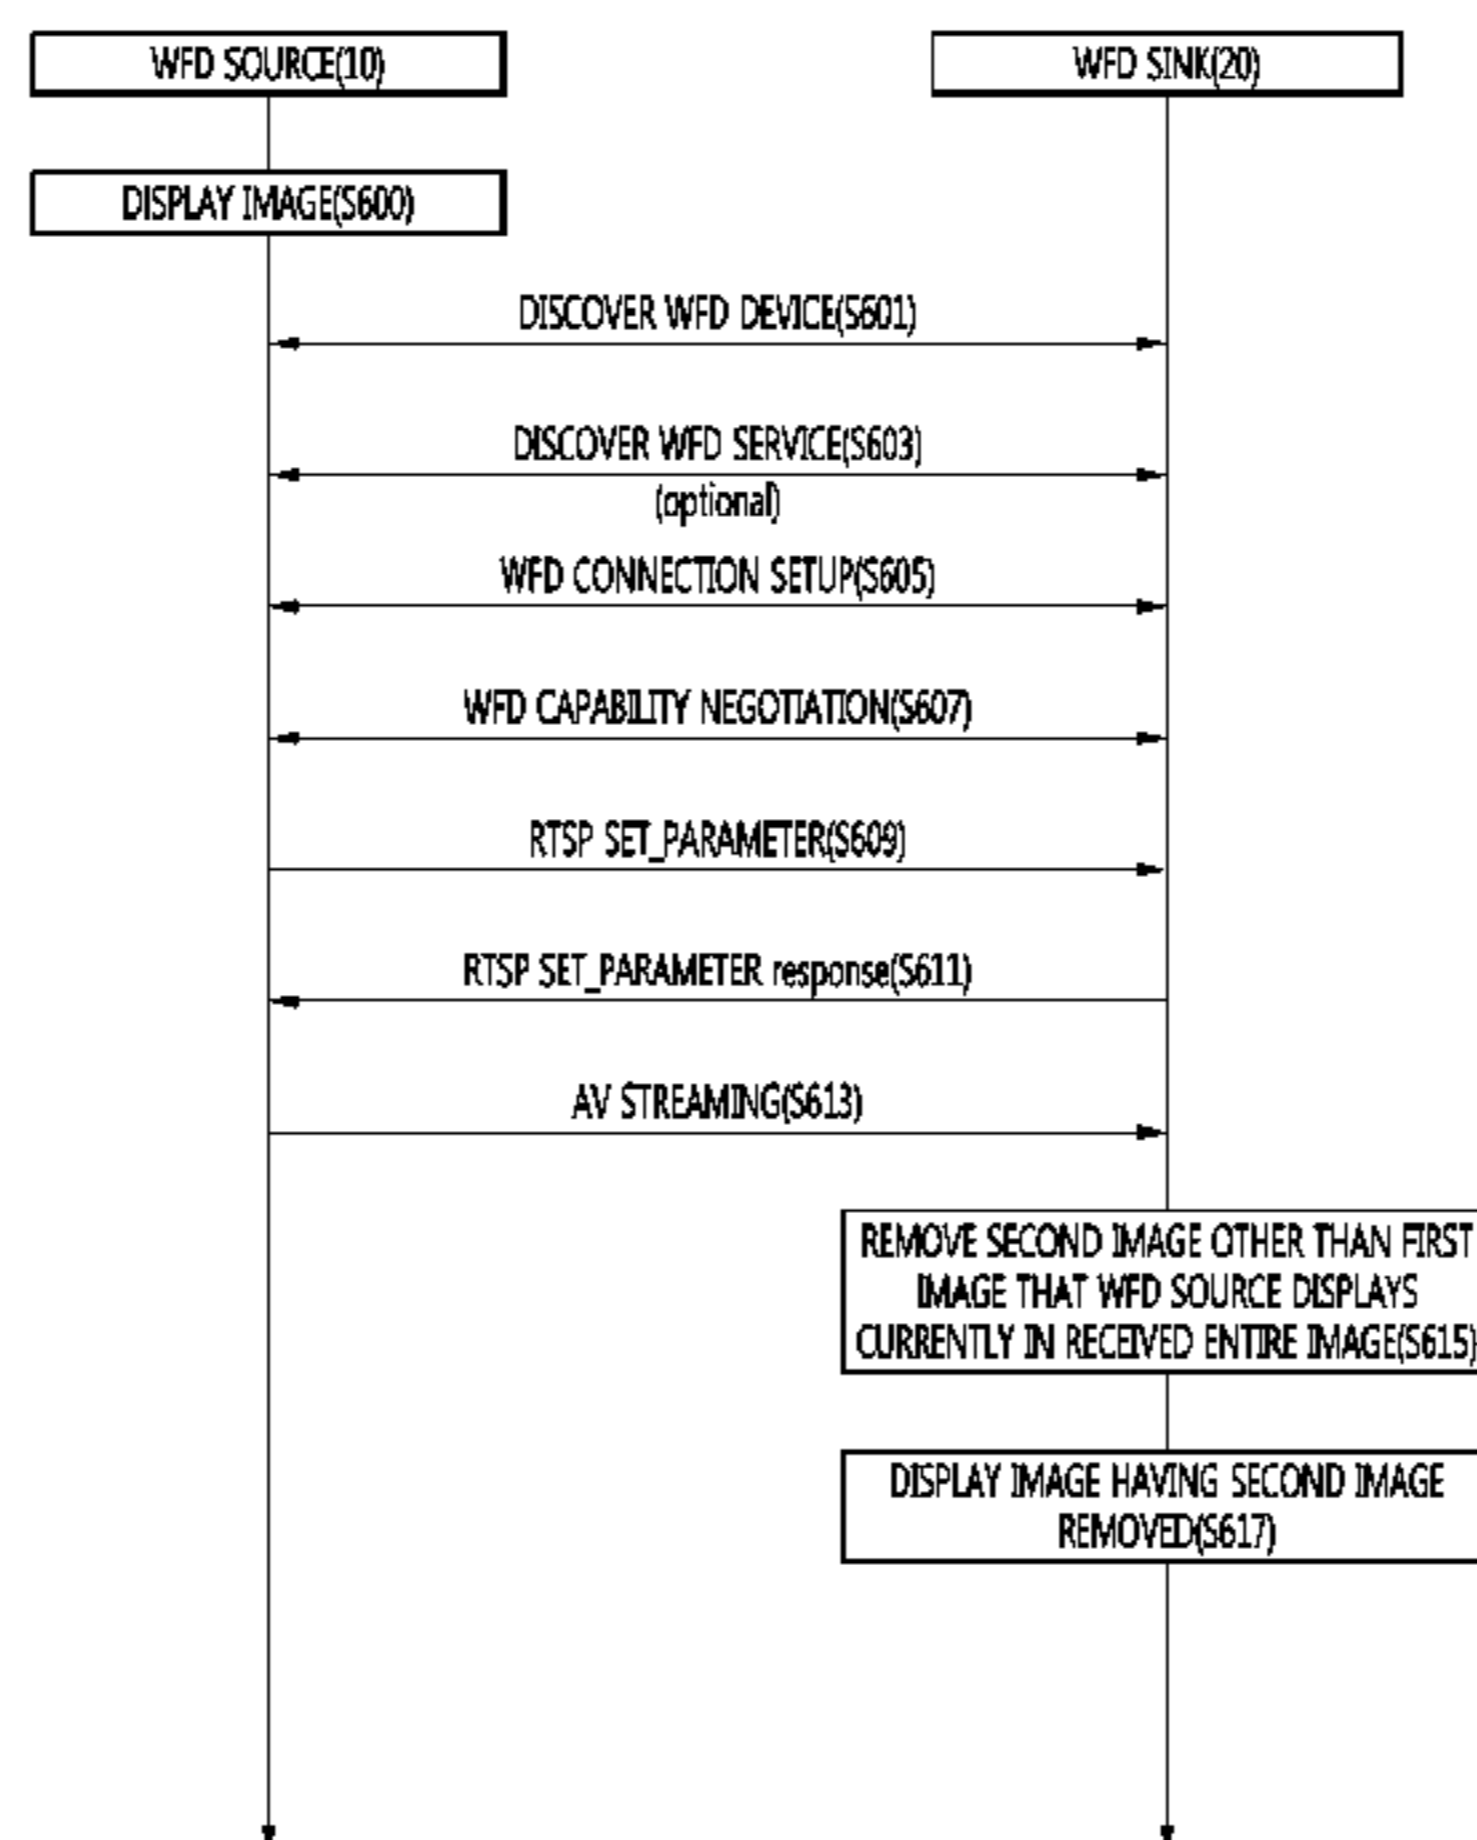 WFD SOURCE(10)
WFD SINK(20)
DISPLAY IMAGE(S600)
DISCOVER WFD DEVICE(S601)
DISCOVER WFD SERVICE(S603)
(optional)
WFD CONNECTION SETUP(S605)
WFD CAPABILITY NEGOTIATION(S607)
RTSP SET_PARAMETER(S609)
RTSP SET_PARAMETER response(S611)
AV STREAMING(S613)
REMOVE SECOND IMAGE OTHER THAN FIRST
IMAGE THAT WFD SOURCE DISPLAYS
CURRENTLY IN RECEIVED ENTIRE IMAGE(S615)
DISPLAY IMAGE HAVING SECOND IMAGE
REMOVED(S617)